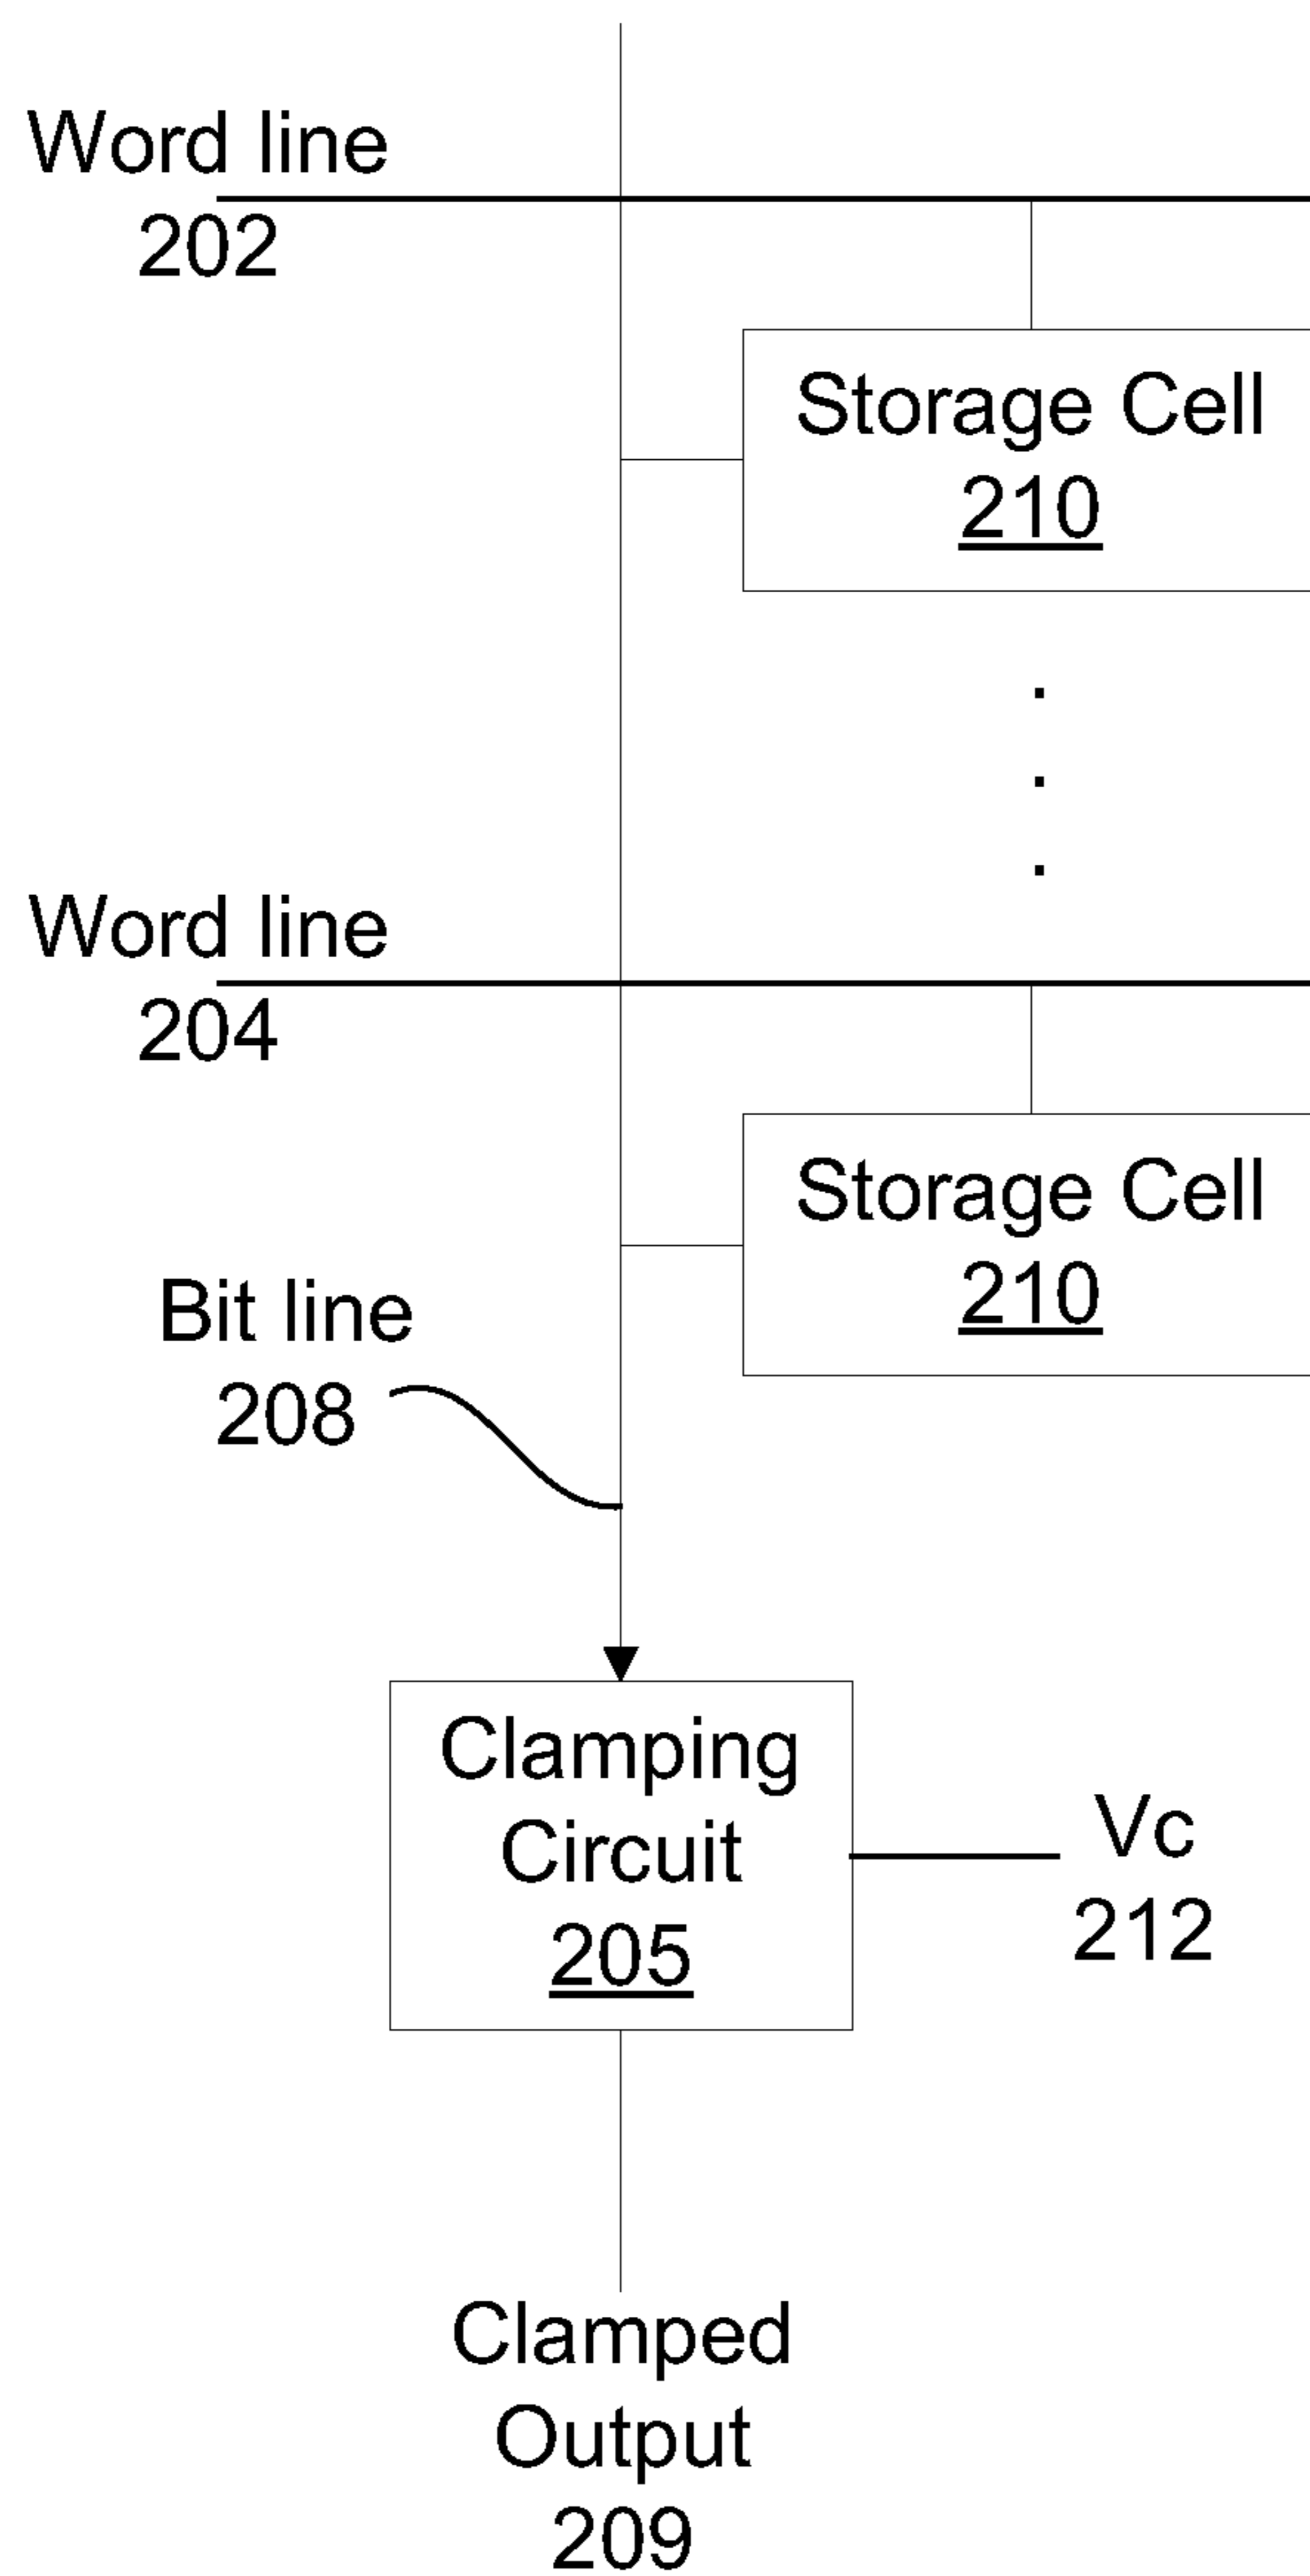 Word line
202
Storage Cell
210
Word line
204
Storage Cell
210
Bit line
208
Clamping
Circuit
205
Vc
212
Clamped
Output
209